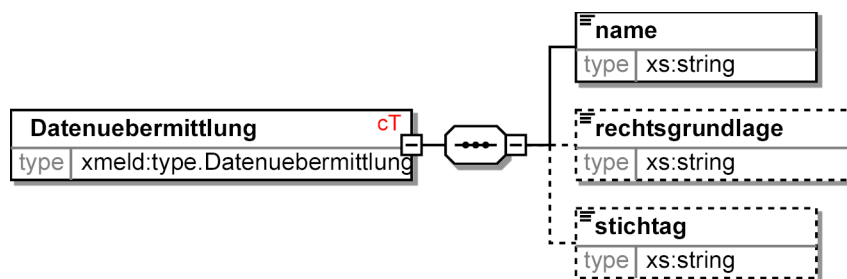 name
type xs:string
Datenuebermittlung cT
type xmeld:type.Datenuebermittlung
rechtsgrundlage
type xs:string
stichtag
type xs:string